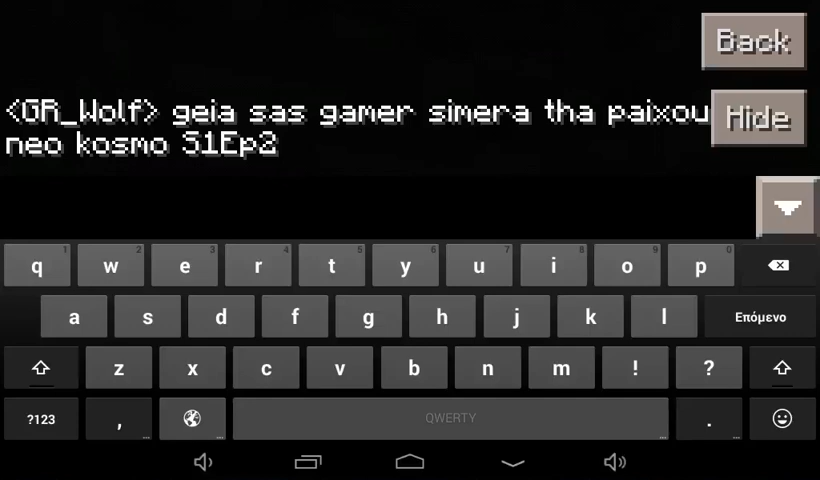 Back
<GR_Wolf> geia sas gamer simera tha paixou
Hide
neo kosmo S1Ep2
q 1 w 2 e 3 r 4 t 5 y 6 u 7 i 8 o 9 p 0
a s d f g h j k l Επόμενο
z x c v b n m ! ?
?123 , ... QWERTY ... . ...